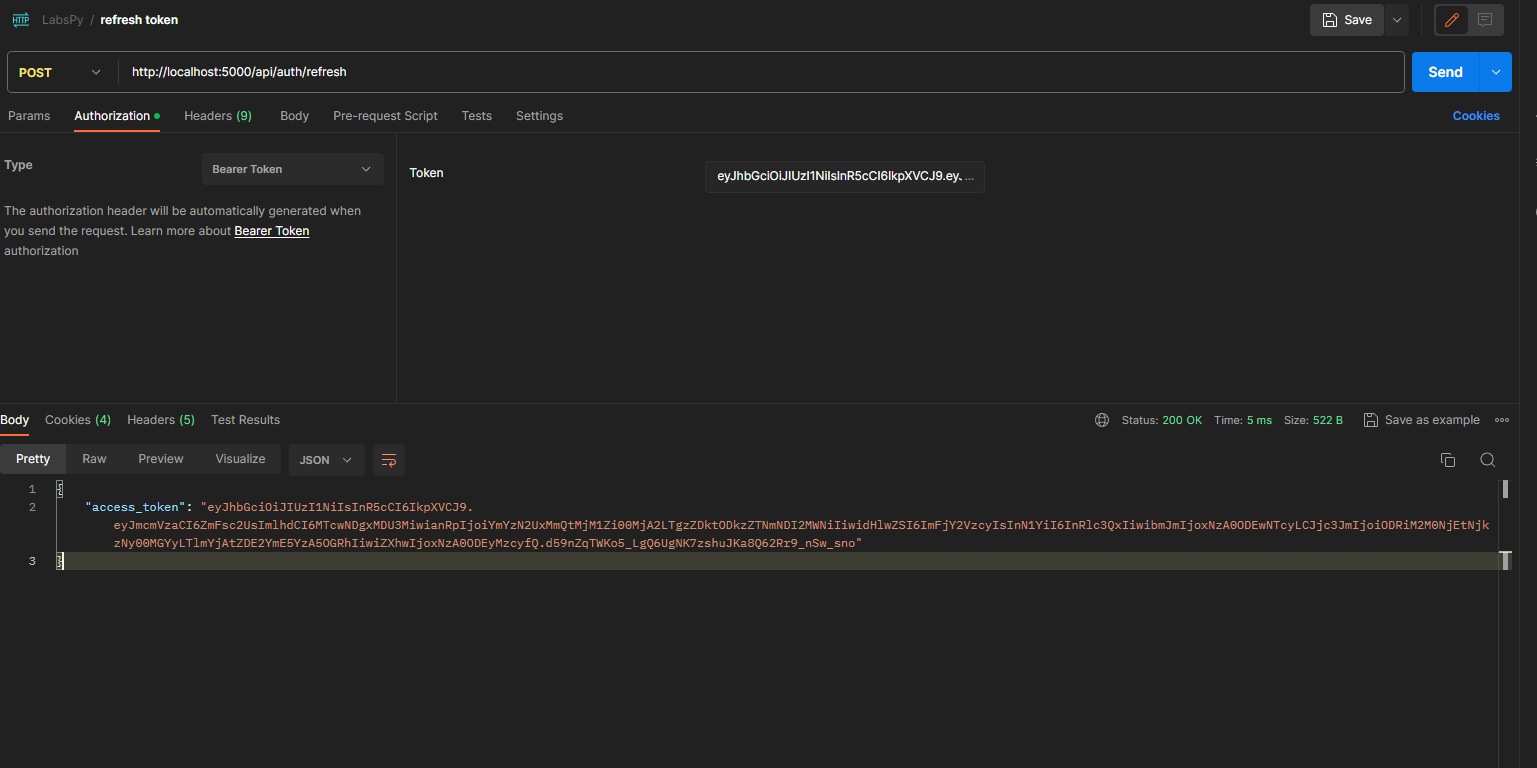 HTTP LabsPy / refresh token
Save
POST http://localhost:5000/api/auth/refresh Send
Params Authorization Headers (9) Body Pre-request Script Tests Settings Cookies
Type Bearer Token
Token eyJhbGciOiJIUzI1NiIsInR5cCI6IkpXVCJ9.ey. ...
The authorization header will be automatically generated when
you send the request. Learn more about Bearer Token
authorization
Body Cookies (4) Headers (5) Test Results Status: 200 OK Time: 5 ms Size: 522 B Save as example
Pretty Raw Preview Visualize JSON
1 {
2 "access_token": "eyJhbGciOiJIUzI1NiIsInR5cCI6IkpXVCJ9.
eyJmcmVzaCI6ZmFsc2UsImlhdCI6MTcwNDgxMDU3MiwianRpIjoiYmYzN2UxMmQtMjM1Zi00MjA2LTgzZDktODkzZTNmNDI2MWNiIiwidHlwZSI6ImFjY2VzcyIsInN1YiI6InRlc3QxIiwibmJmIjoxNzA0ODEwNTcyLCJjc3JmIjoiODRiM2M0NjEtNjk
zNy00MGYyLTlmYjAtZDE2YmE5YzA5OGRhIiwiZXhwIjoxNzA0ODEyMzcyfQ.d59nZqTWKo5_LgQ6UgNK7zshuJKa8Q62Rr9_nSw_sno"
3 }